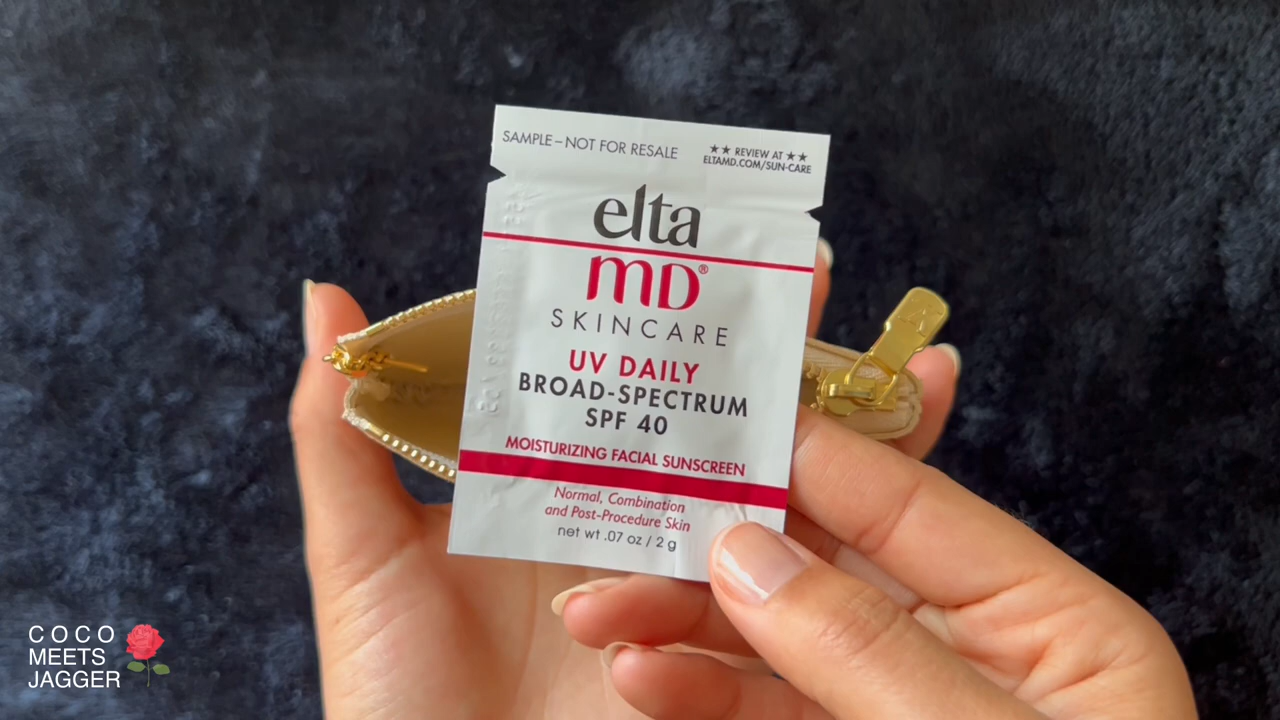 SAMPLE – NOT FOR RESALE
★★ REVIEW AT ★★
ELTAMD.COM/SUN-CARE
elta
MD®
SKINCARE
UV DAILY
BROAD-SPECTRUM
SPF 40
MOISTURIZING FACIAL SUNSCREEN
Normal, Combination
and Post-Procedure Skin
net wt .07 oz / 2 g
COCO
MEETS
JAGGER